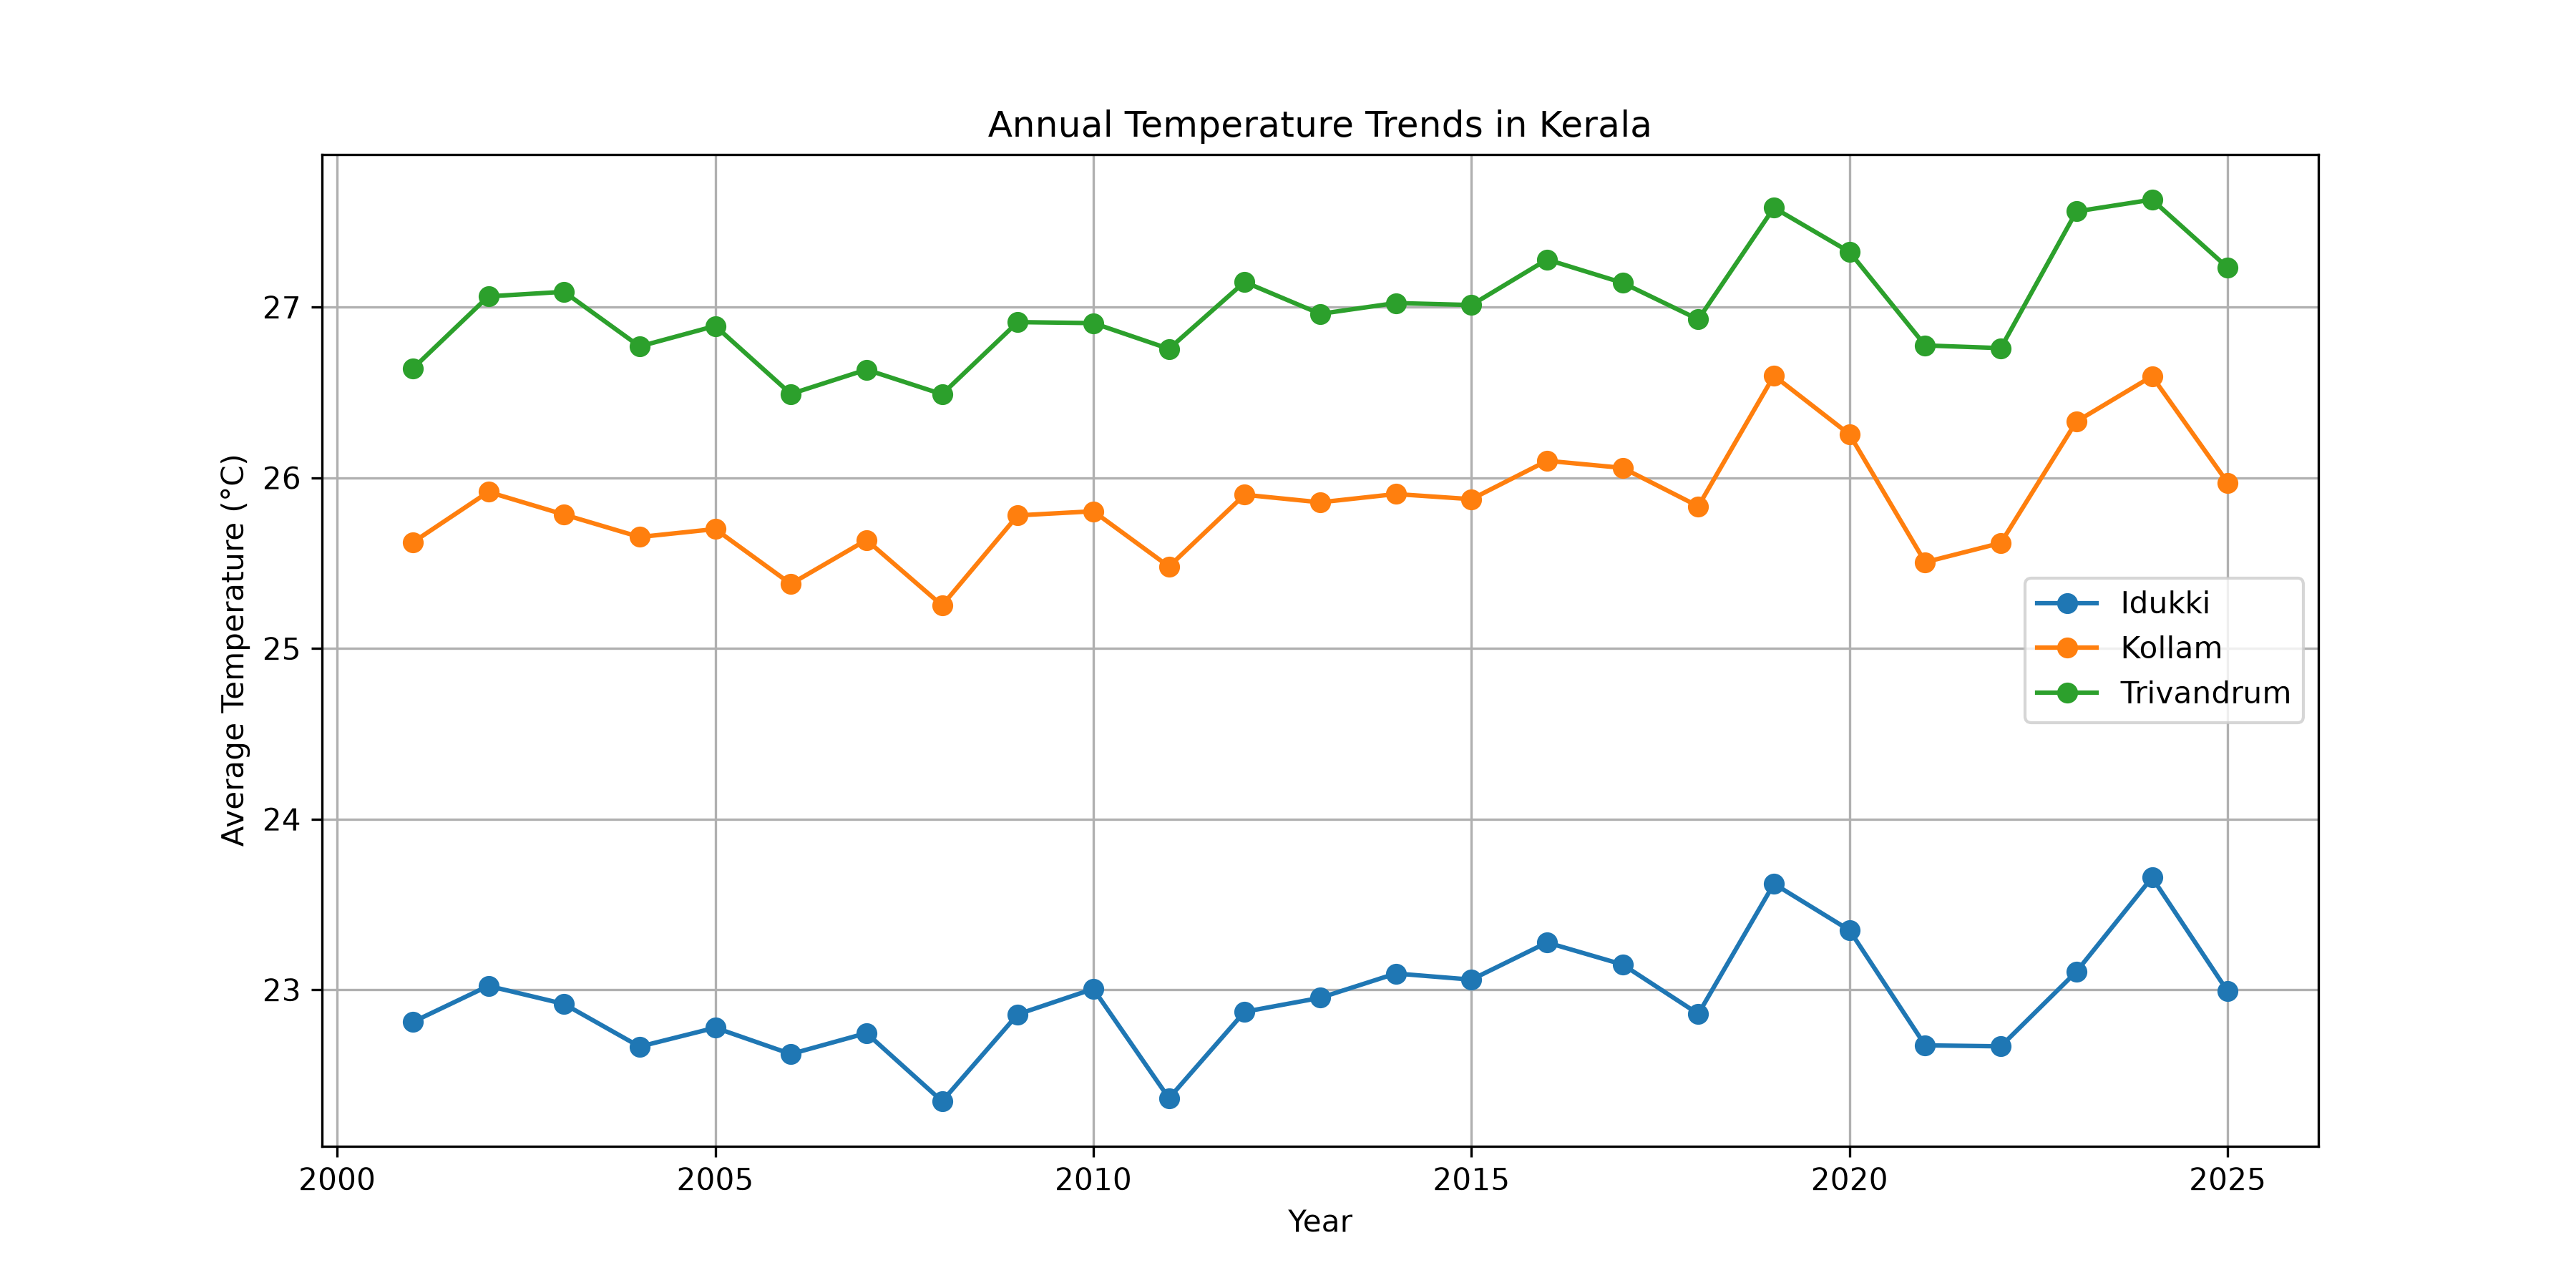 Annual Temperature Trends in Kerala
Average Temperature (°C)
27
26
25
24
23
Idukki
Kollam
Trivandrum
2000 2005 2010 2015 2020 2025
Year